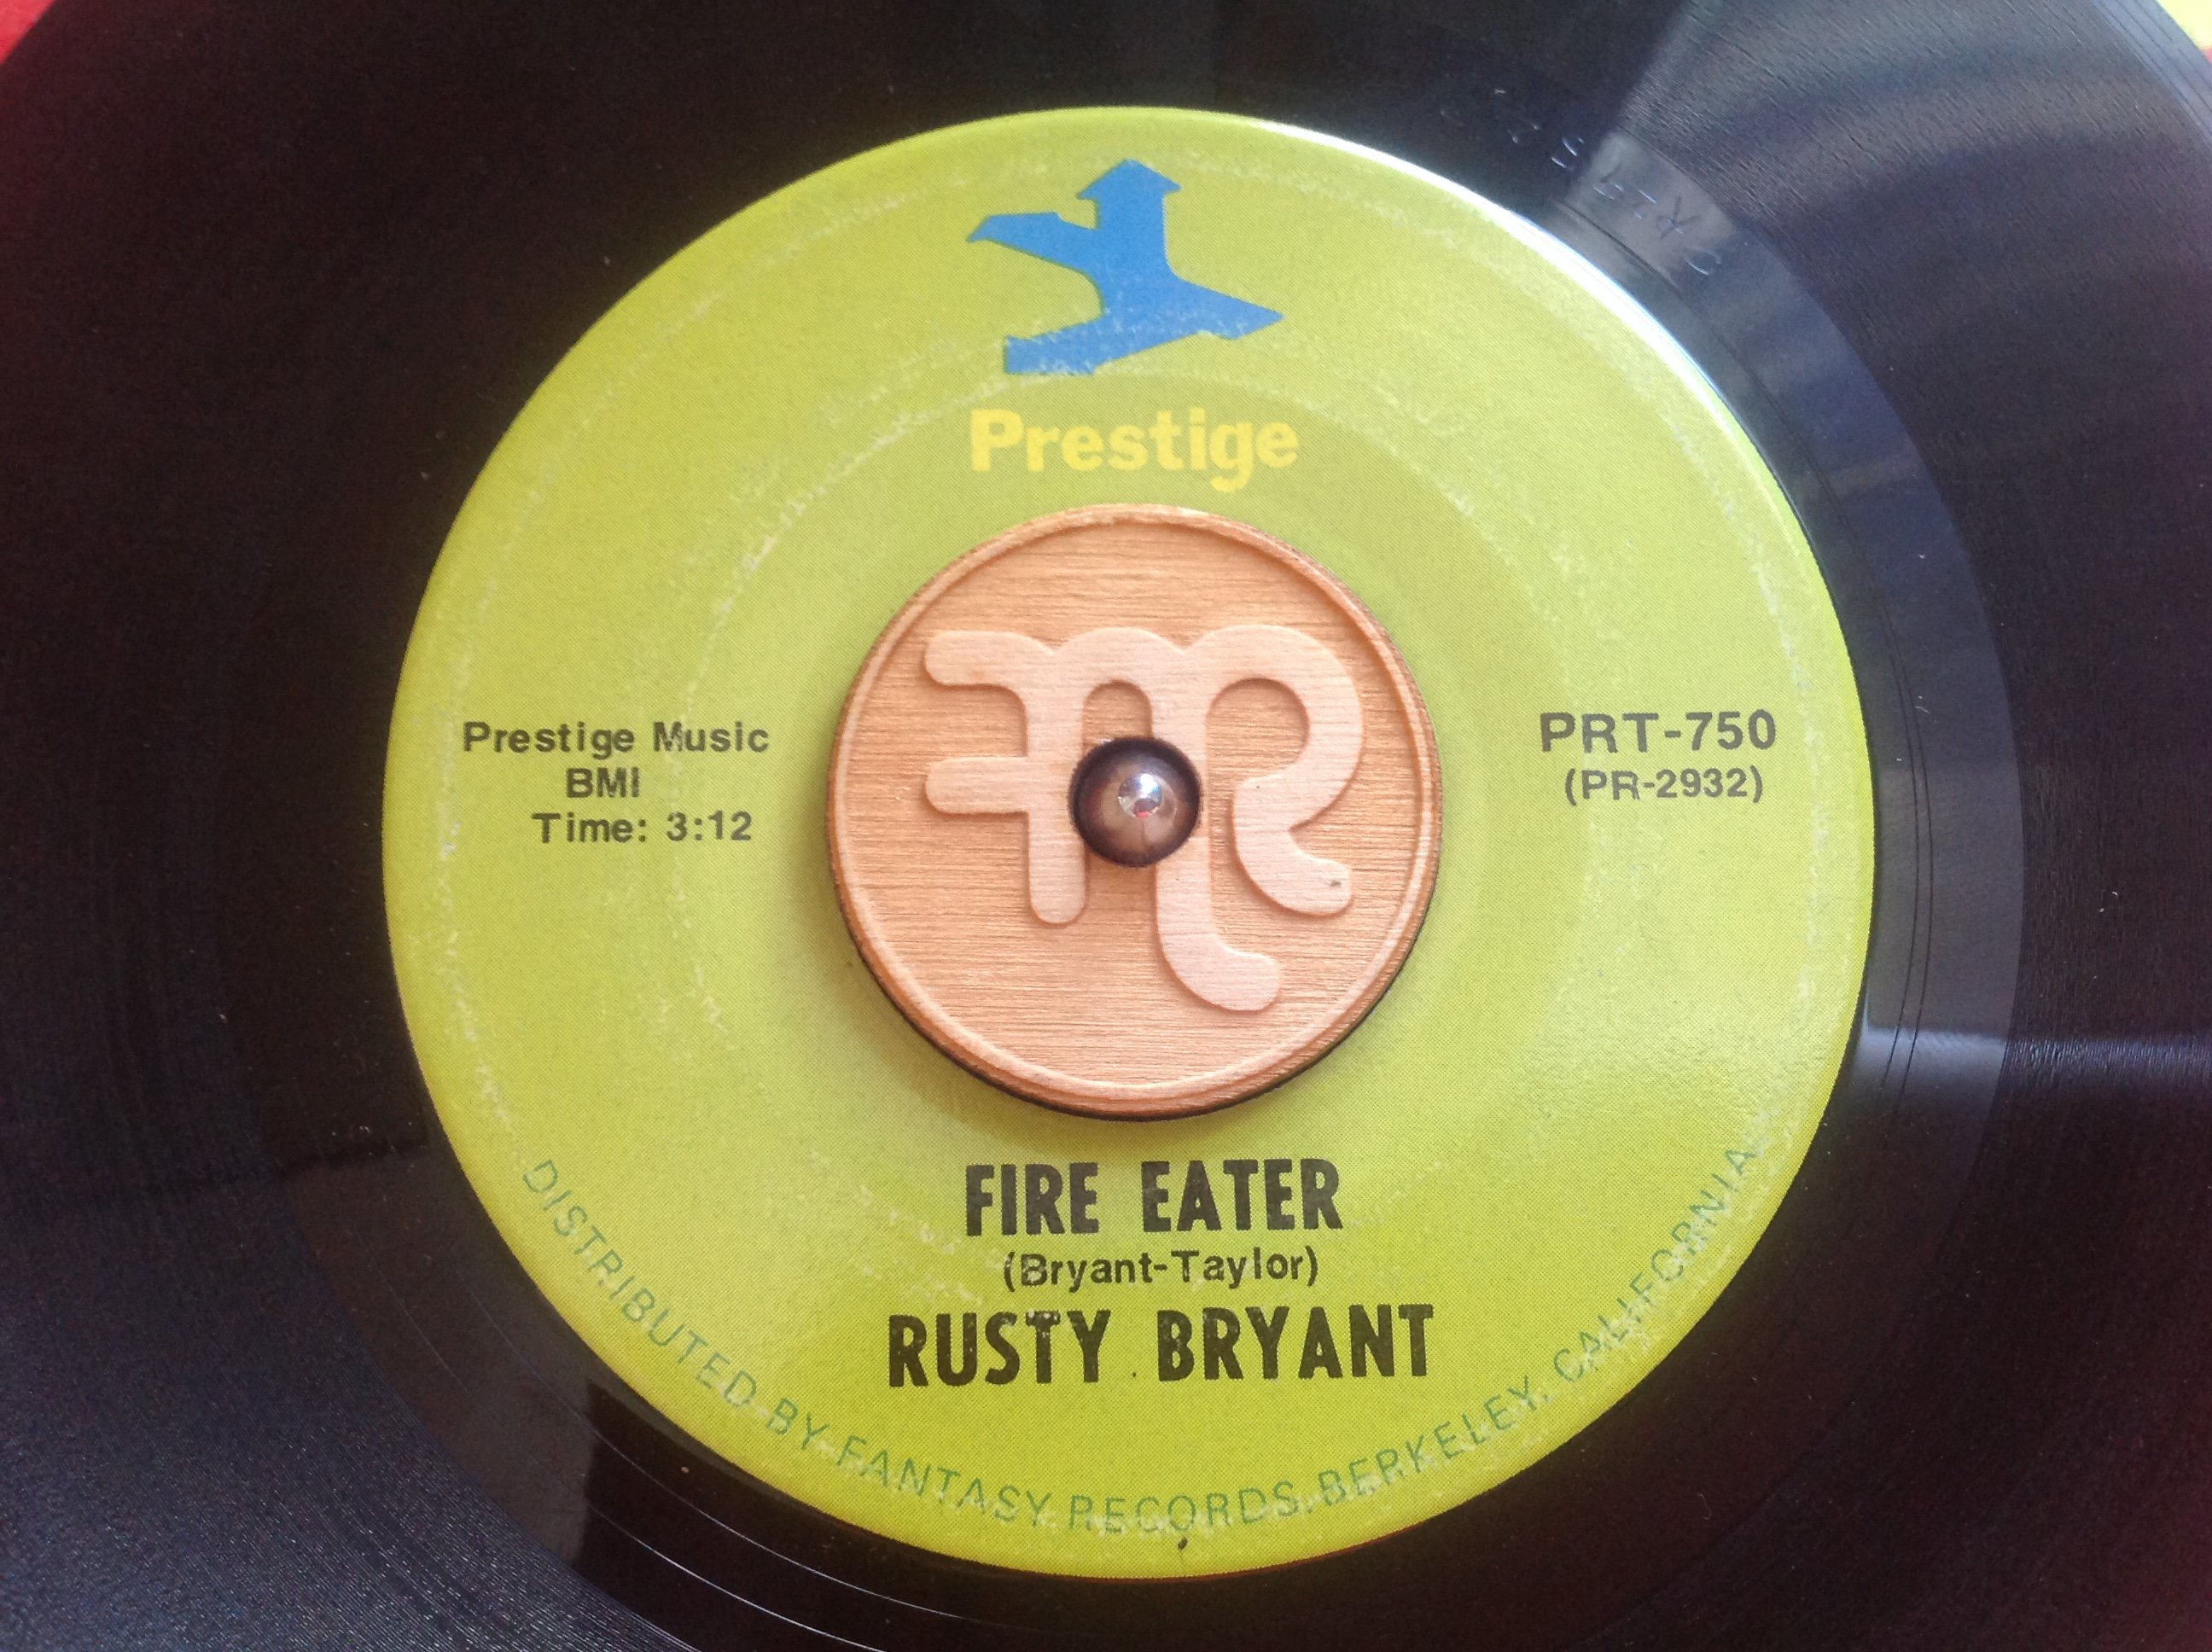 Prestige
Prestige Music
BMI
Time: 3:12
PRT-750
(PR-2932)
FIRE EATER
(Bryant-Taylor)
RUSTY BRYANT
DISTRIBUTED BY FANTASY RECORDS, BERKELEY, CALIFORNIA